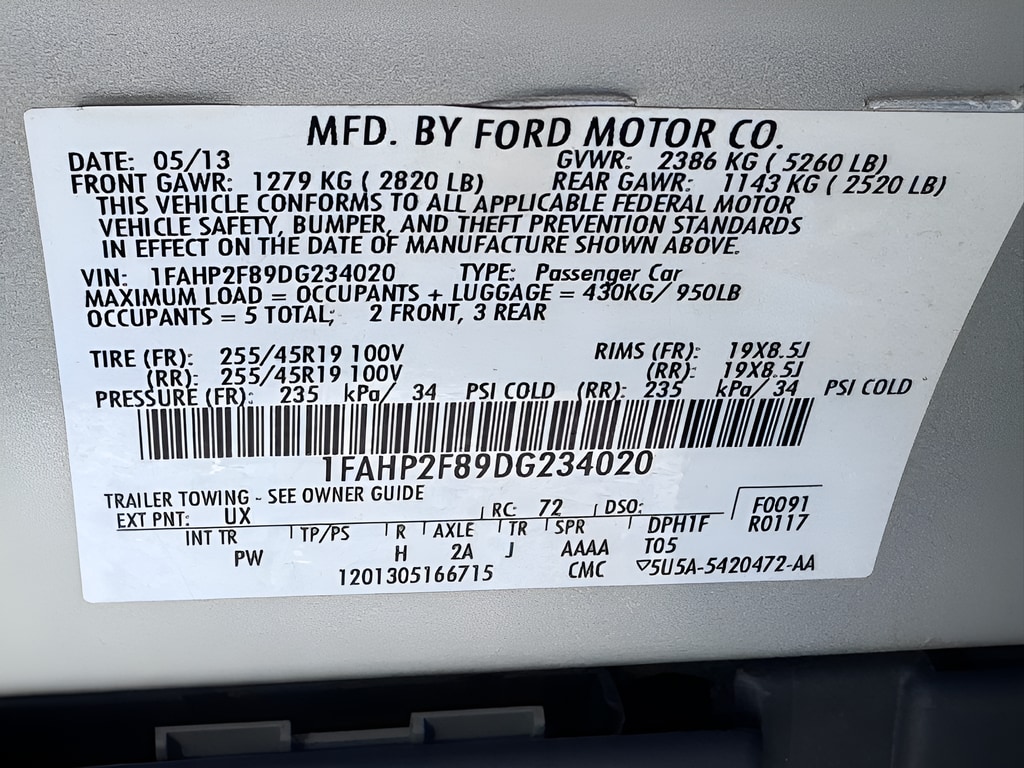 MFD. BY FORD MOTOR CO.
DATE: 05/13 GVWR: 2386 KG ( 5260 LB)
FRONT GAWR: 1279 KG ( 2820 LB) REAR GAWR: 1143 KG ( 2520 LB)
THIS VEHICLE CONFORMS TO ALL APPLICABLE FEDERAL MOTOR
VEHICLE SAFETY, BUMPER, AND THEFT PREVENTION STANDARDS
IN EFFECT ON THE DATE OF MANUFACTURE SHOWN ABOVE.
VIN: 1FAHP2F89DG234020 TYPE: Passenger Car
MAXIMUM LOAD = OCCUPANTS + LUGGAGE = 430KG/ 950LB
OCCUPANTS = 5 TOTAL; 2 FRONT, 3 REAR
TIRE (FR): 255/45R19 100V RIMS (FR): 19X8.5J
(RR): 255/45R19 100V (RR): 19X8.5J
PRESSURE (FR): 235 kPa/ 34 PSI COLD (RR): 235 kPa/ 34 PSI COLD
1FAHP2F89DG234020
TRAILER TOWING - SEE OWNER GUIDE
EXT PNT: UX RC: 72 DSO: F0091
INT TR TP/PS R AXLE TR SPR DPH1F R0117
PW H 2A J AAAA T05
1201305166715 CMC ▽5U5A-5420472-AA